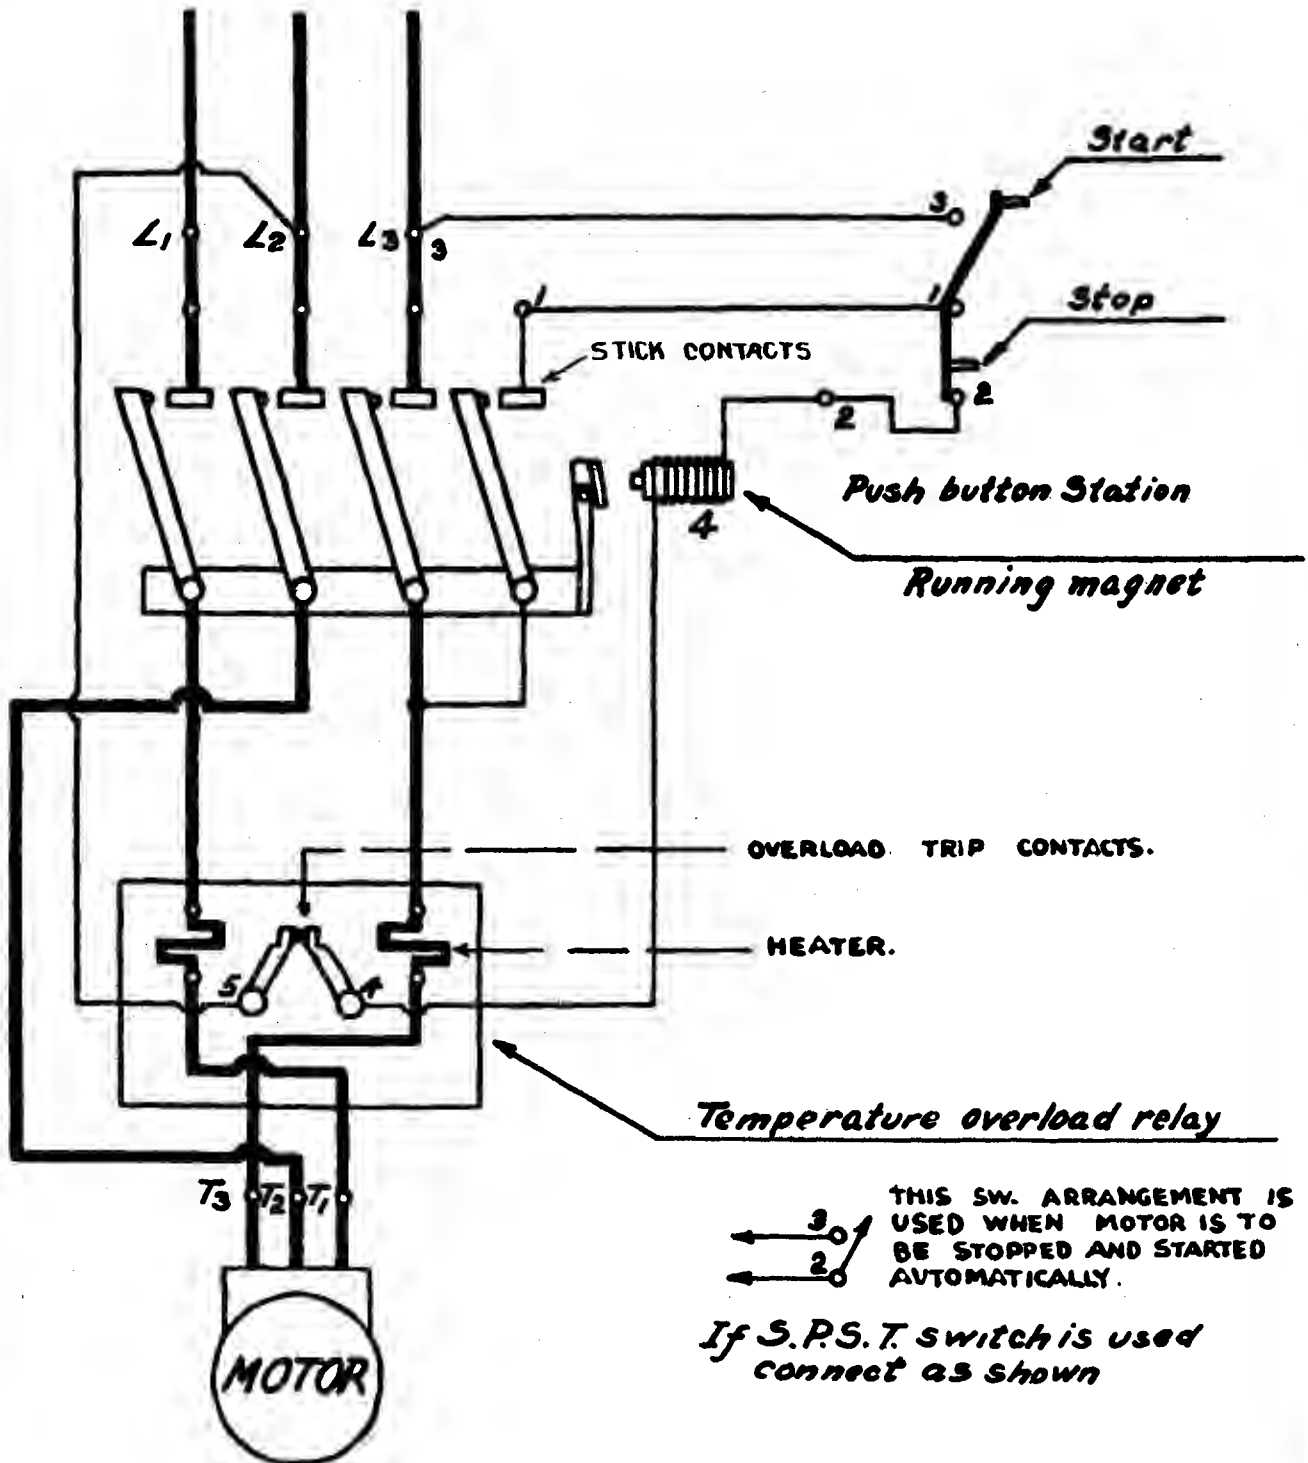 Start
3
L1
L2
L3
3
1
1
Stop
STICK CONTACTS
2
2
Push button Station
4
Running magnet
OVERLOAD TRIP CONTACTS.
HEATER.
5
4
Temperature overload relay
T3
T2
T1
3
2
THIS SW. ARRANGEMENT IS
USED WHEN MOTOR IS TO
BE STOPPED AND STARTED
AUTOMATICALLY.
If S.P.S.T. switch is used
connect as shown
MOTOR